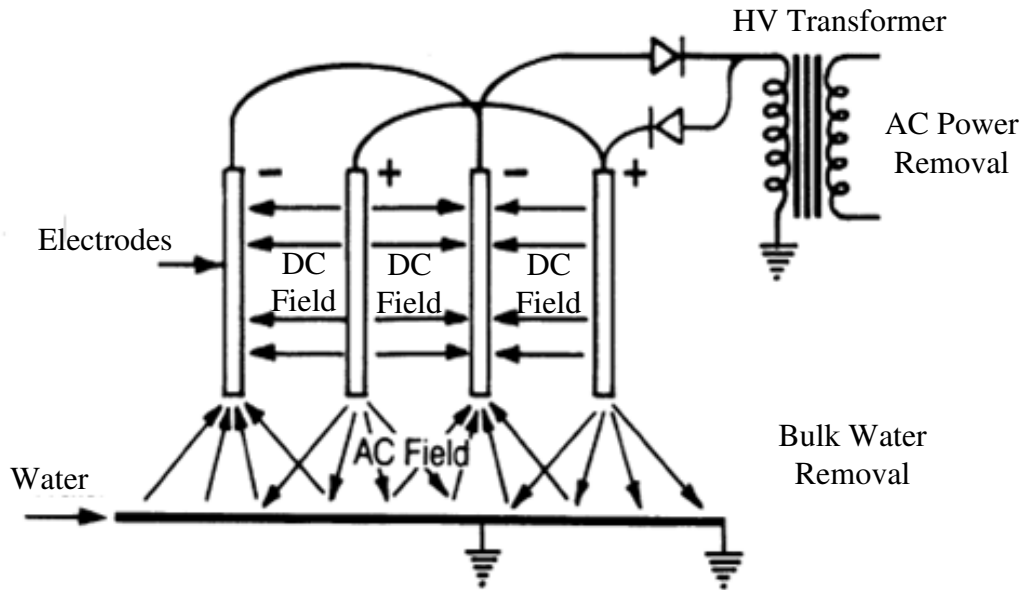 HV Transformer
AC Power
Removal
- + - +
Electrodes
DC DC DC
Field Field Field
AC Field
Bulk Water
Removal
Water